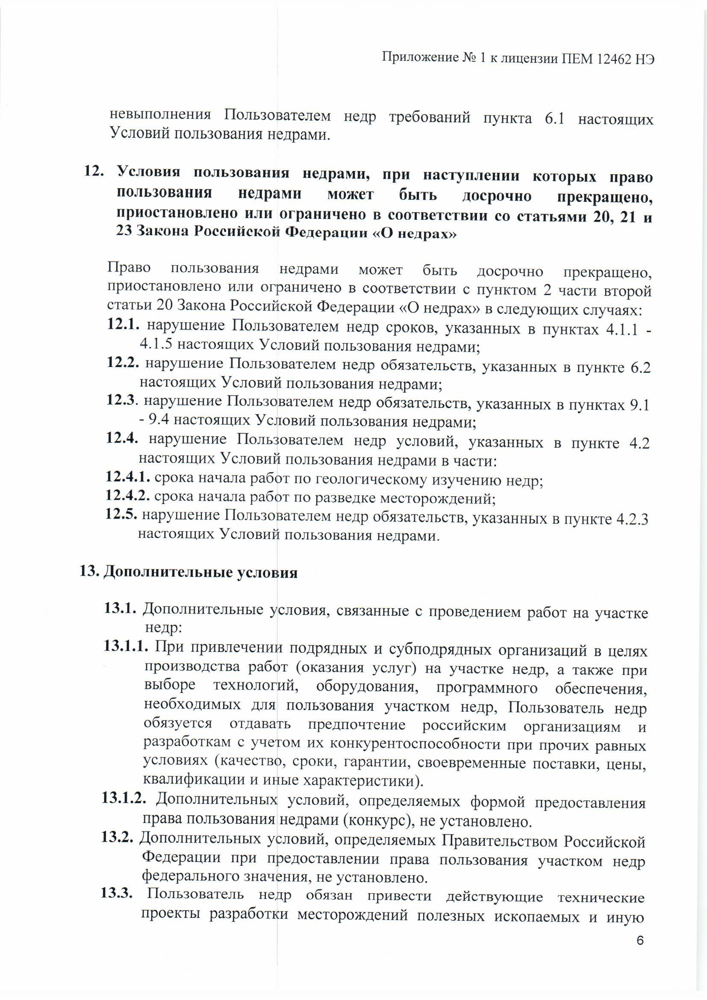 Приложение № 1 к лицензии ПЕМ 12462 НЭ
невыполнения Пользователем недр требований пункта 6.1 настоящих
Условий пользования недрами.
12. Условия пользования недрами, при наступлении которых право
пользования недрами может быть досрочно прекращено,
приостановлено или ограничено в соответствии со статьями 20, 21 и
23 Закона Российской Федерации «О недрах»
Право пользования недрами может быть досрочно прекращено,
приостановлено или ограничено в соответствии с пунктом 2 части второй
статьи 20 Закона Российской Федерации «О недрах» в следующих случаях:
12.1. нарушение Пользователем недр сроков, указанных в пунктах 4.1.1 -
4.1.5 настоящих Условий пользования недрами;
12.2. нарушение Пользователем недр обязательств, указанных в пункте 6.2
настоящих Условий пользования недрами;
12.3. нарушение Пользователем недр обязательств, указанных в пунктах 9.1
- 9.4 настоящих Условий пользования недрами;
12.4. нарушение Пользователем недр условий, указанных в пункте 4.2
настоящих Условий пользования недрами в части:
12.4.1. срока начала работ по геологическому изучению недр;
12.4.2. срока начала работ по разведке месторождений;
12.5. нарушение Пользователем недр обязательств, указанных в пункте 4.2.3
настоящих Условий пользования недрами.
13. Дополнительные условия
13.1. Дополнительные условия, связанные с проведением работ на участке
недр:
13.1.1. При привлечении подрядных и субподрядных организаций в целях
производства работ (оказания услуг) на участке недр, а также при
выборе технологий, оборудования, программного обеспечения,
необходимых для пользования участком недр, Пользователь недр
обязуется отдавать предпочтение российским организациям и
разработкам с учетом их конкурентоспособности при прочих равных
условиях (качество, сроки, гарантии, своевременные поставки, цены,
квалификации и иные характеристики).
13.1.2. Дополнительных условий, определяемых формой предоставления
права пользования недрами (конкурс), не установлено.
13.2. Дополнительных условий, определяемых Правительством Российской
Федерации при предоставлении права пользования участком недр
федерального значения, не установлено.
13.3. Пользователь недр обязан привести действующие технические
проекты разработки месторождений полезных ископаемых и иную
6